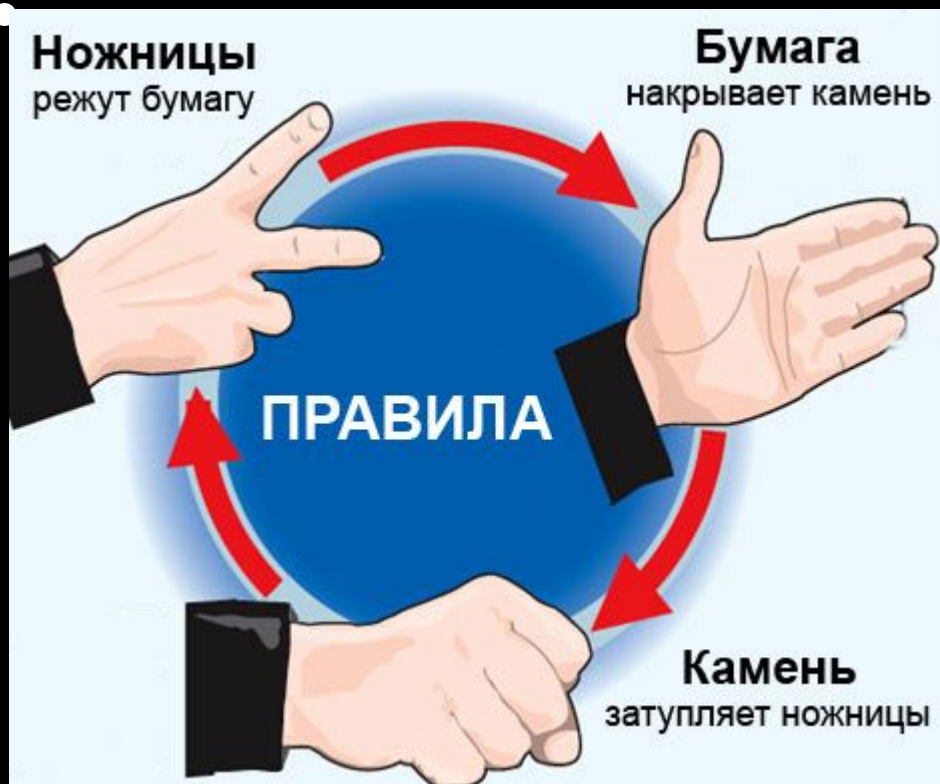 Ножницы
режут бумагу
Бумага
накрывает камень
ПРАВИЛА
Камень
затупляет ножницы